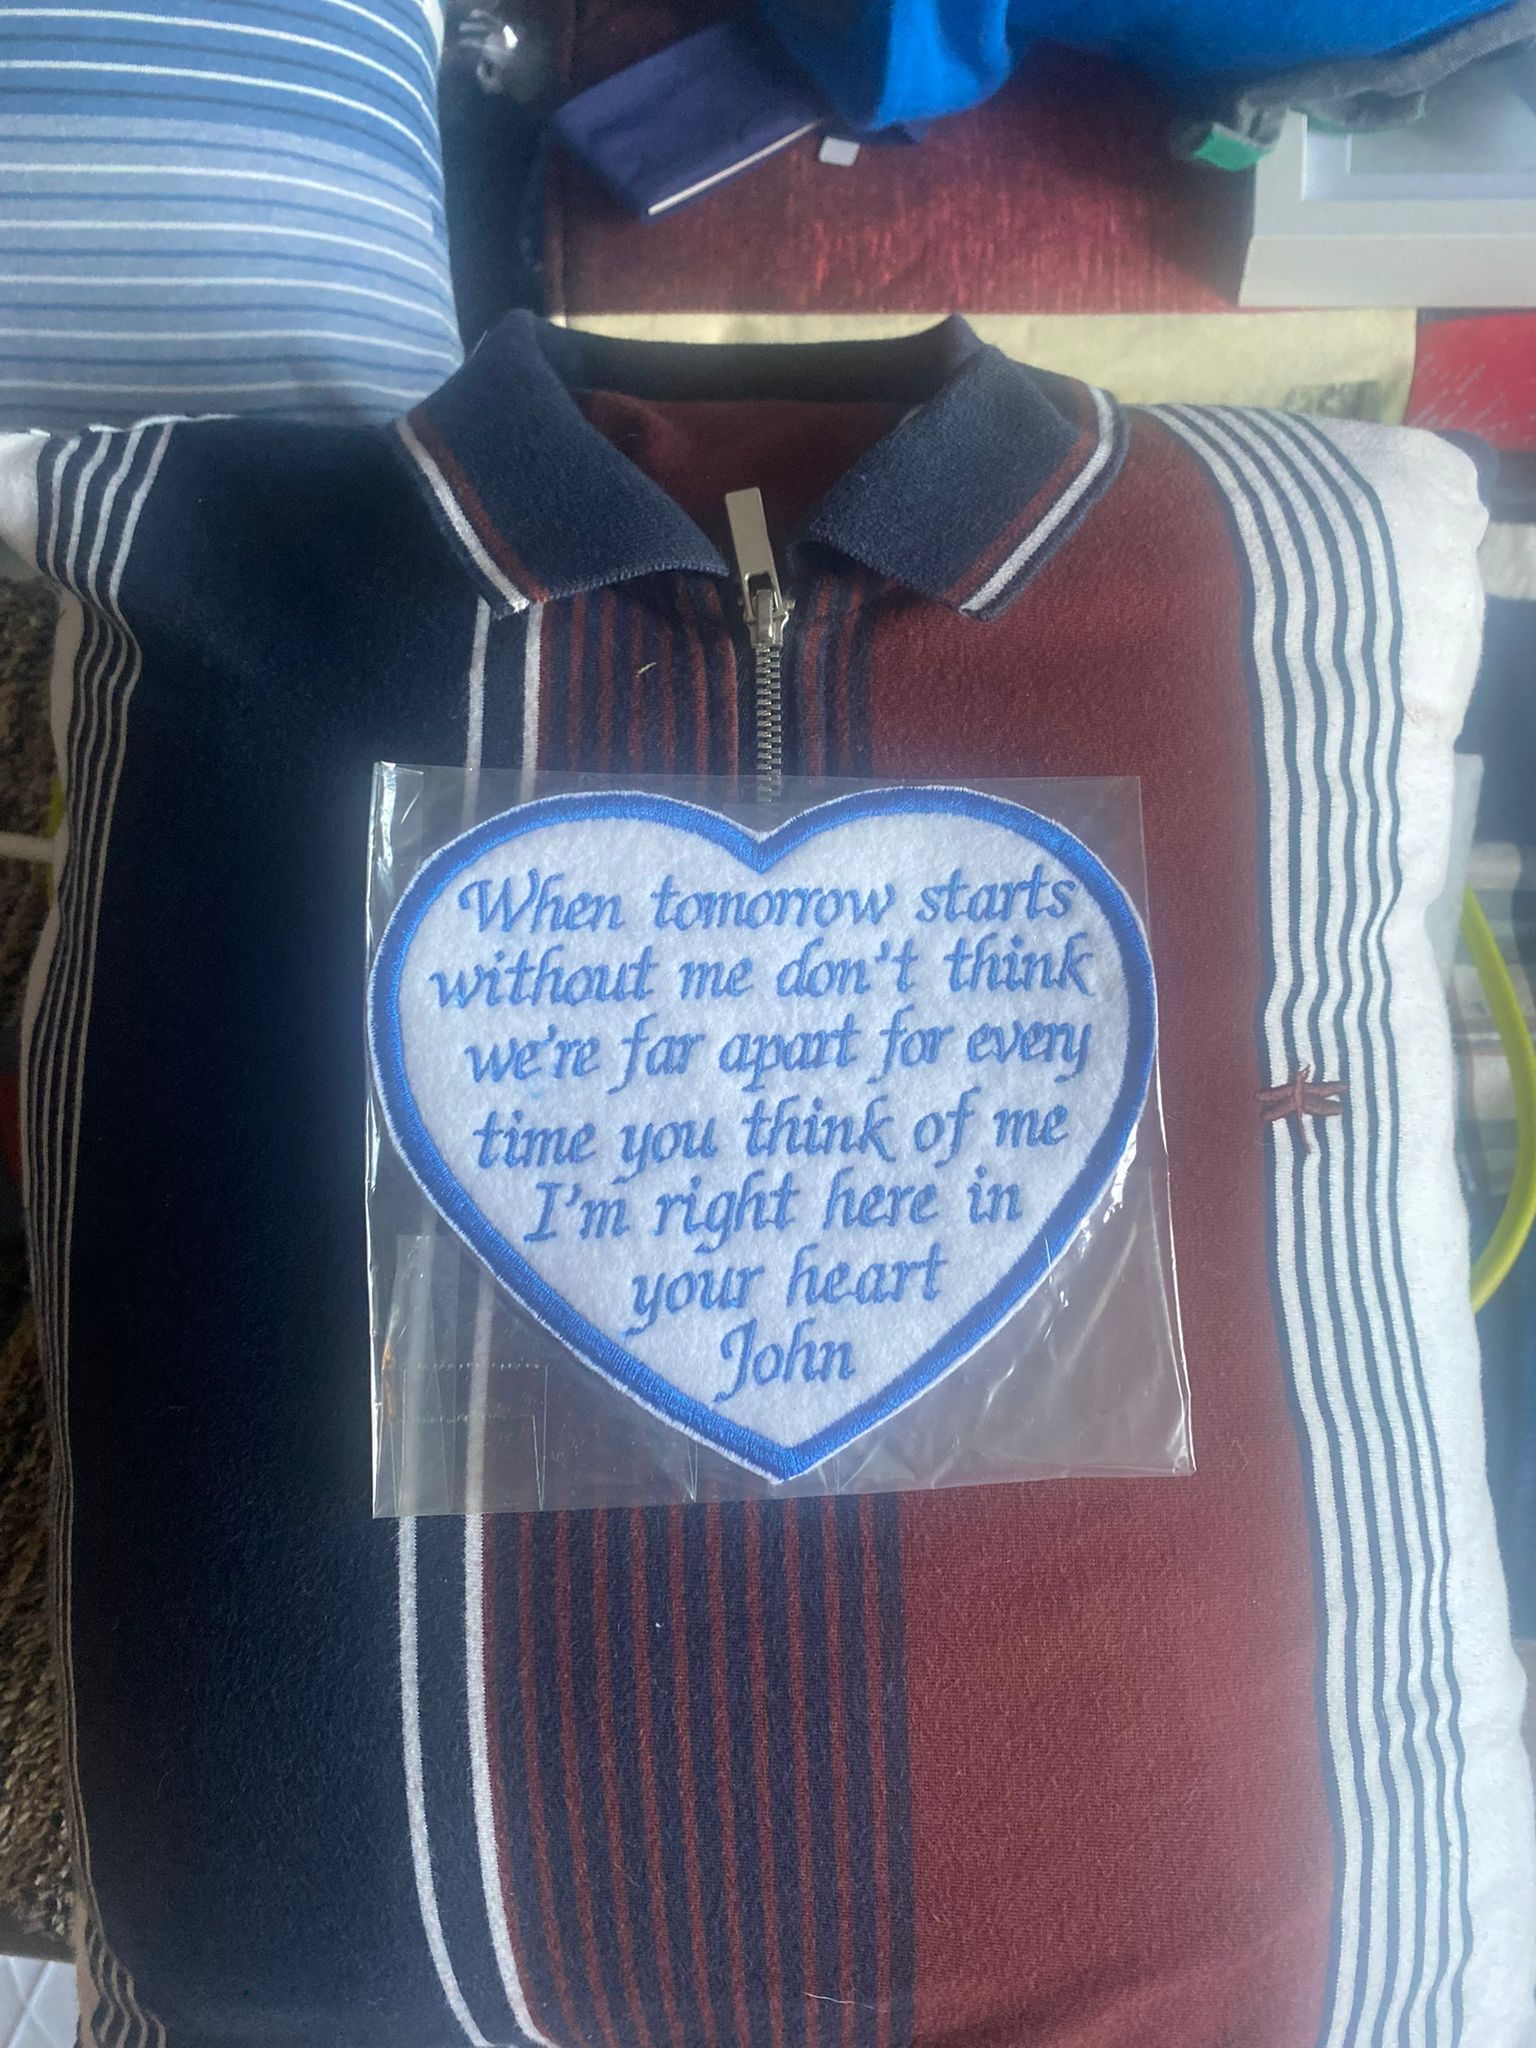 When tomorrow starts
without me don't think
we're far apart for every
time you think of me
I'm right here in
your heart
John